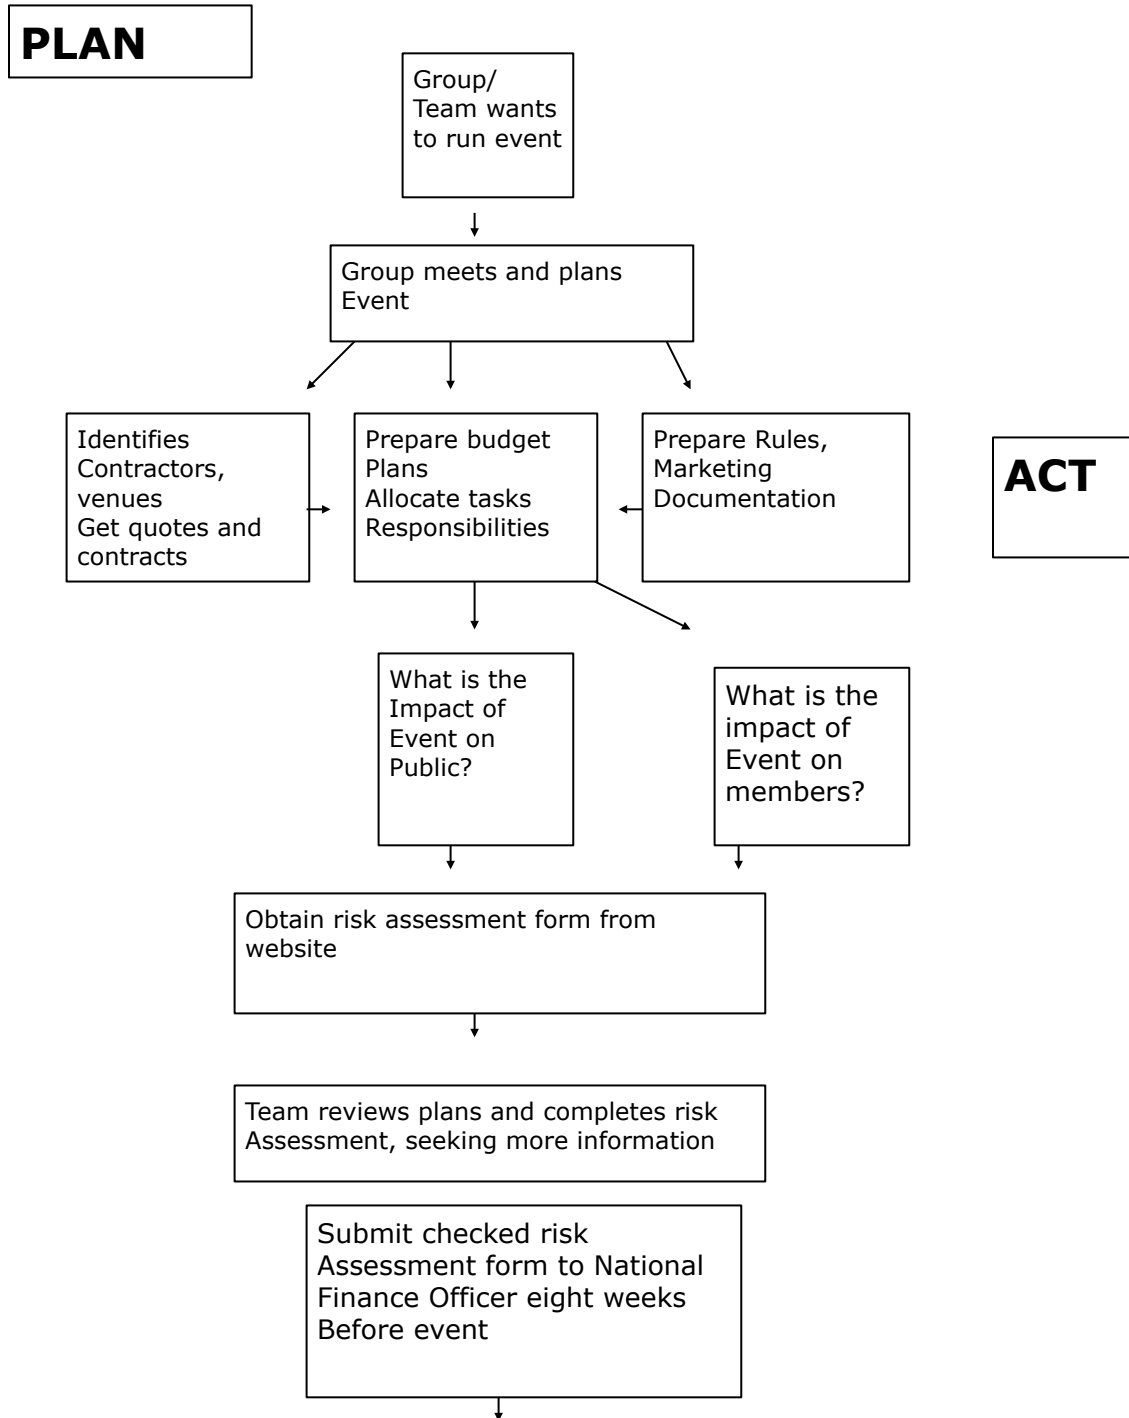 PLAN
Group/
Team wants
to run event
Group meets and plans
Event
Identifies
Contractors,
venues
Get quotes and
contracts
Prepare budget
Plans
Allocate tasks
Responsibilities
Prepare Rules,
Marketing
Documentation
ACT
What is the
Impact of
Event on
Public?
What is the
impact of
Event on
members?
Obtain risk assessment form from
website
Team reviews plans and completes risk
Assessment, seeking more information
Submit checked risk
Assessment form to National
Finance Officer eight weeks
Before event